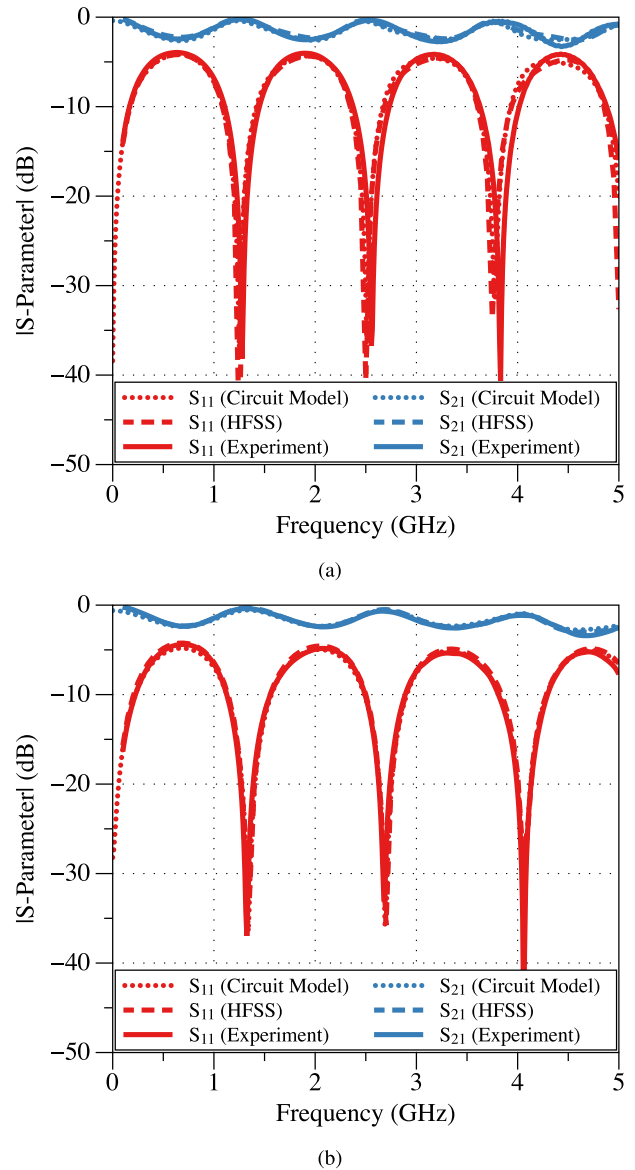 0
−10
−20
−30
−40
−50
|S-Parameter| (dB)
S11 (Circuit Model)
S11 (HFSS)
S11 (Experiment)
S21 (Circuit Model)
S21 (HFSS)
S21 (Experiment)
0 1 2 3 4 5
Frequency (GHz)
(a)
0
−10
−20
−30
−40
−50
|S-Parameter| (dB)
S11 (Circuit Model)
S11 (HFSS)
S11 (Experiment)
S21 (Circuit Model)
S21 (HFSS)
S21 (Experiment)
0 1 2 3 4 5
Frequency (GHz)
(b)